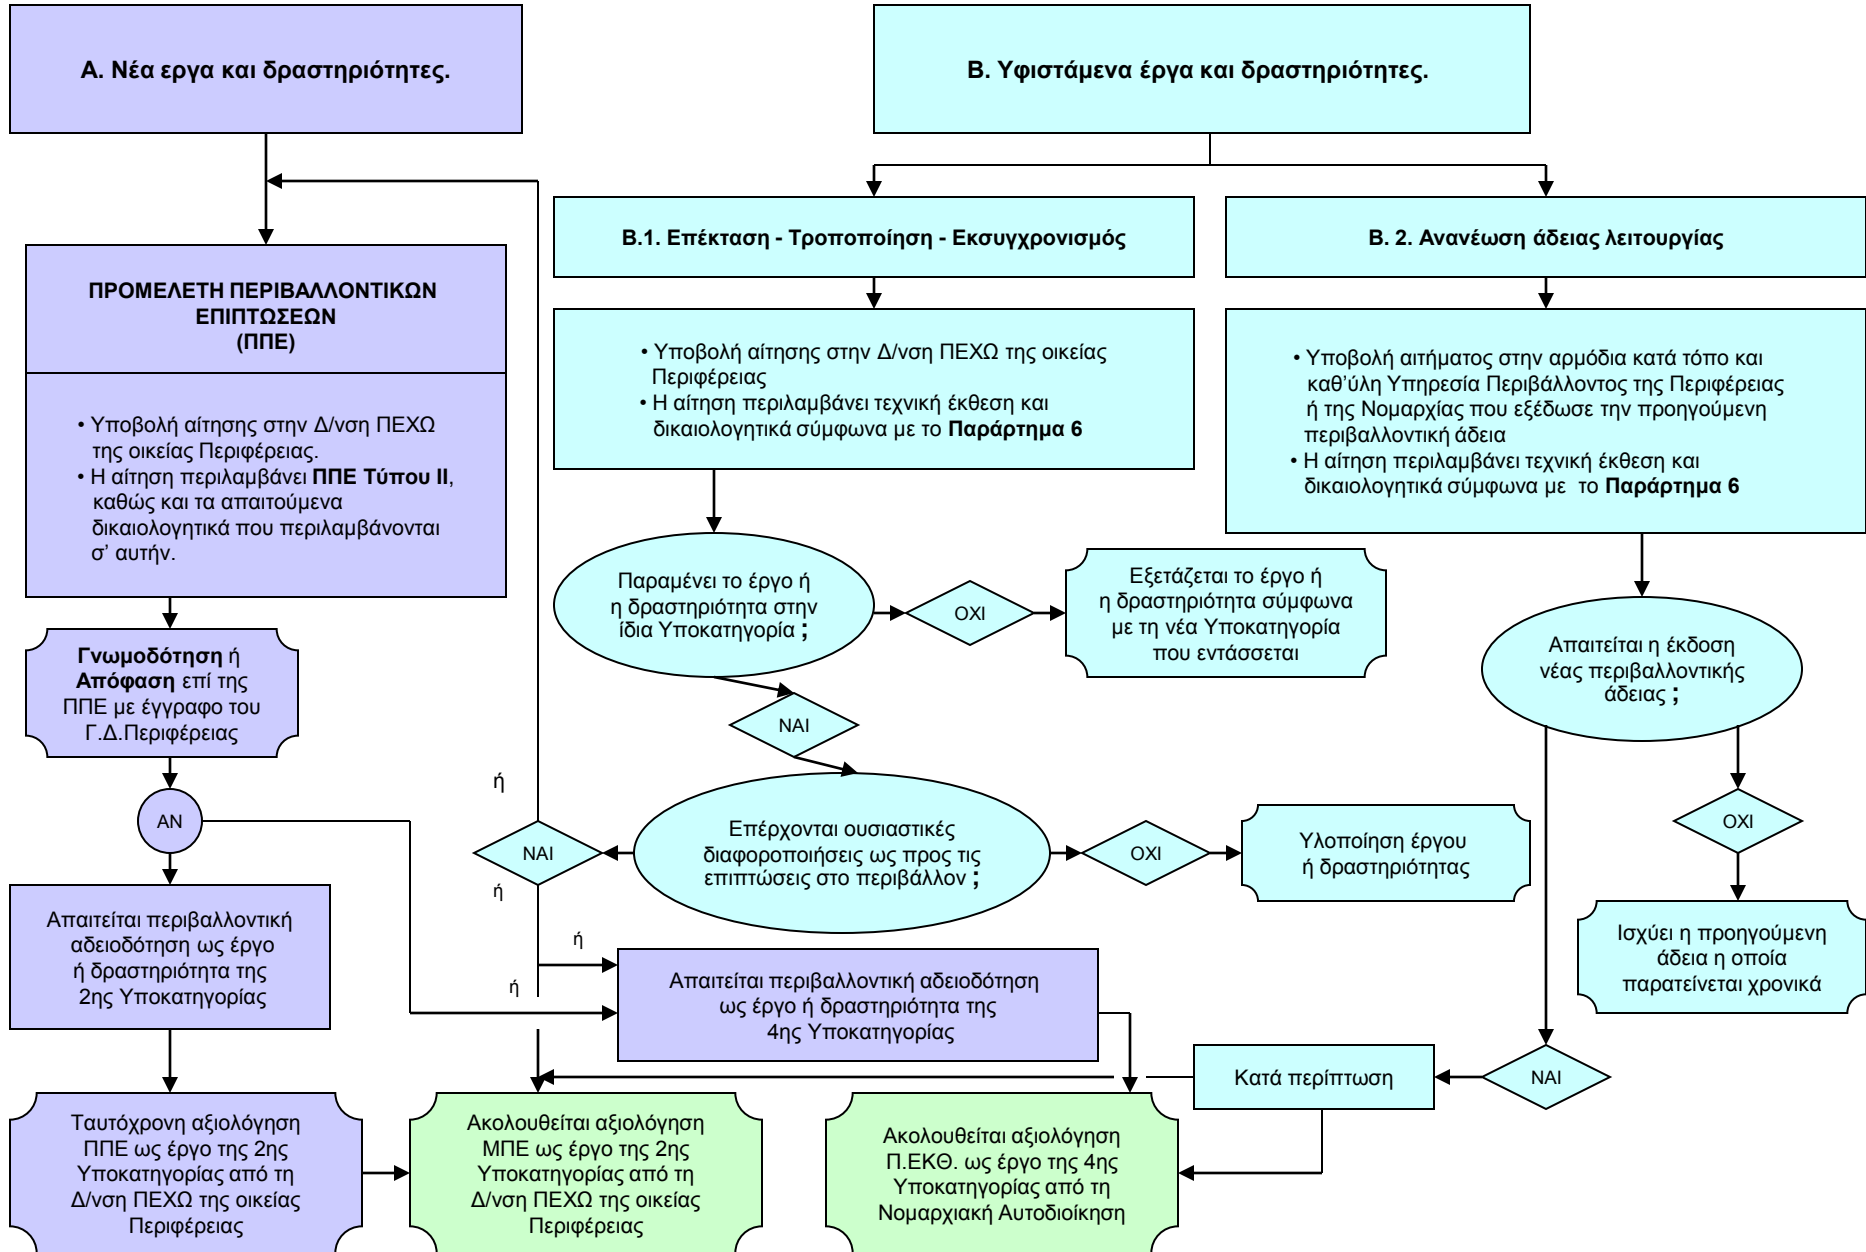 Α. Νέα εργα και δραστηριότητες.
Β. Υφιστάμενα έργα και δραστηριότητες.
Β.1. Επέκταση - Τροποποίηση - Εκσυγχρονισμός
Β. 2. Ανανέωση άδειας λειτουργίας
ΠΡΟΜΕΛΕΤΗ ΠΕΡΙΒΑΛΛΟΝΤΙΚΩΝ
ΕΠΙΠΤΩΣΕΩΝ
(ΠΠΕ)
• Υποβολή αίτησης στην Δ/νση ΠΕΧΩ
της οικείας Περιφέρειας.
• Η αίτηση περιλαμβάνει ΠΠΕ Τύπου ΙΙ,
καθώς και τα απαιτούμενα
δικαιολογητικά που περιλαμβάνονται
σ’ αυτήν.
• Υποβολή αίτησης στην Δ/νση ΠΕΧΩ της οικείας
Περιφέρειας
• Η αίτηση περιλαμβάνει τεχνική έκθεση και
δικαιολογητικά σύμφωνα με το Παράρτημα 6
• Υποβολή αιτήματος στην αρμόδια κατά τόπο και
καθ’ύλη Υπηρεσία Περιβάλλοντος της Περιφέρειας
ή της Νομαρχίας που εξέδωσε την προηγούμενη
περιβαλλοντική άδεια
• Η αίτηση περιλαμβάνει τεχνική έκθεση και
δικαιολογητικά σύμφωνα με το Παράρτημα 6
Παραμένει το έργο ή
η δραστηριότητα στην
ίδια Υποκατηγορία ;
ΟΧΙ
Εξετάζεται το έργο ή
η δραστηριότητα σύμφωνα
με τη νέα Υποκατηγορία
που εντάσσεται
Απαιτείται η έκδοση
νέας περιβαλλοντικής
άδειας ;
Γνωμοδότηση ή
Απόφαση επί της
ΠΠΕ με έγγραφο του
Γ.Δ.Περιφέρειας
ΝΑΙ
ή
ΑΝ
ΝΑΙ
Επέρχονται ουσιαστικές
διαφοροποιήσεις ως προς τις
επιπτώσεις στο περιβάλλον ;
ΟΧΙ
Υλοποίηση έργου
ή δραστηριότητας
ΟΧΙ
ή
ή
ή
Απαιτείται περιβαλλοντική
αδειοδότηση ως έργο
ή δραστηριότητα της
2ης Υποκατηγορίας
Απαιτείται περιβαλλοντική αδειοδότηση
ως έργο ή δραστηριότητα της
4ης Υποκατηγορίας
Ισχύει η προηγούμενη
άδεια η οποία
παρατείνεται χρονικά
Κατά περίπτωση
ΝΑΙ
Ταυτόχρονη αξιολόγηση
ΠΠΕ ως έργο της 2ης
Υποκατηγορίας από τη
Δ/νση ΠΕΧΩ της οικείας
Περιφέρειας
Ακολουθείται αξιολόγηση
ΜΠΕ ως έργο της 2ης
Υποκατηγορίας από τη
Δ/νση ΠΕΧΩ της οικείας
Περιφέρειας
Ακολουθείται αξιολόγηση
Π.ΕΚΘ. ως έργο της 4ης
Υποκατηγορίας από τη
Νομαρχιακή Αυτοδιοίκηση